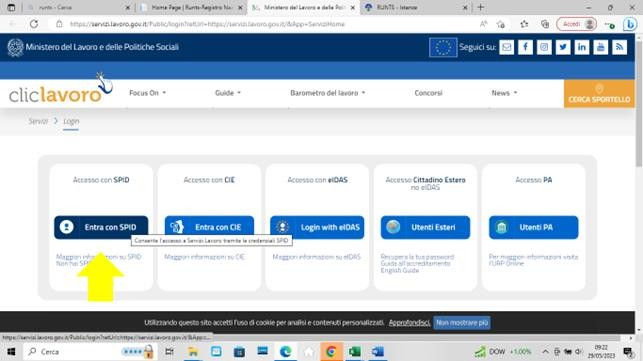 runts - Cerca
Home Page | Runts-Registro Na
Ministero del Lavoro e delle Polit
RUNTS - Istanze
https://servizi.lavoro.gov.it/Public/login?retUrl=https://servizi.lavoro.gov.it/&App=ServiziHome
Accedi
Ministero del Lavoro e delle Politiche Sociali
Seguici su:
cliclavoro
Focus On
Guide
Barometro del lavoro
Concorsi
News
CERCA SPORTELLO
Servizi > Login
Accesso con SPID
Accesso con CIE
Accesso con eIDAS
Accesso Cittadino Estero
no eIDAS
Accesso PA
Entra con SPID
Entra con CIE
Login with eIDAS
Utenti Esteri
Utenti PA
Consente l'accesso a Servizi Lavoro tramite le credenziali SPID
Maggiori informazioni su SPID
Non hai SP
Maggiori informazioni su CIE
Maggiori informazioni su eIDAS
Recupera la tua password
Guida all'accreditamento
English Guide
Per maggiori informazioni visita
l'URP Online
Utilizzando questo sito accetti l'uso di cookie per analisi e contenuti personalizzati. Approfondisci. Non mostrare più
https://servizi.lavoro.gov.it/Public/login?retUrl=https://servizi.lavoro.gov.it/&App=...
Cerca
DOW +1,00%
09:22
29/05/2023